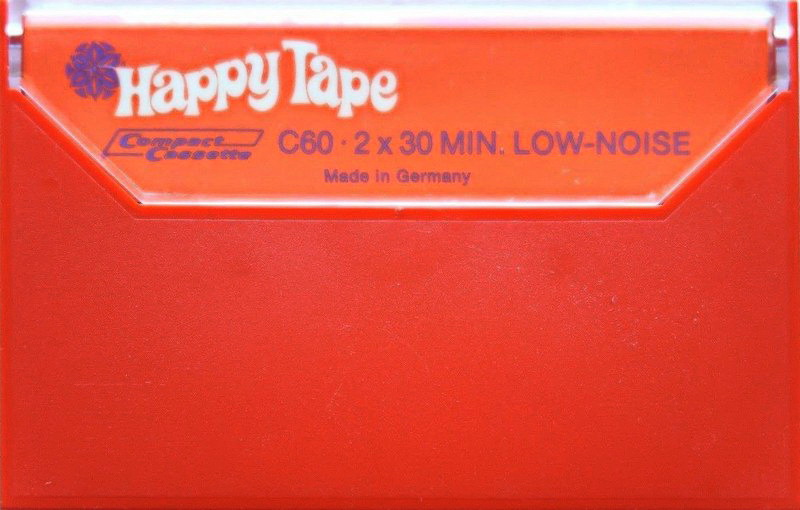 Happy Tape
Compact
Cassette
C60 · 2 x 30 MIN. LOW-NOISE
Made in Germany